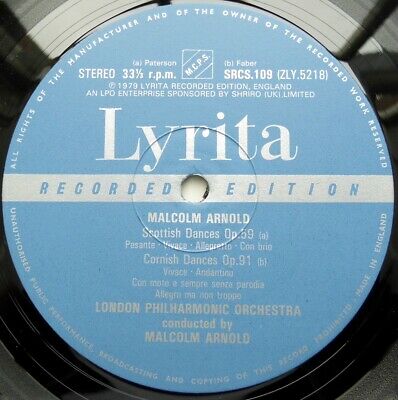 ALL RIGHTS OF THE MANUFACTURER AND OF THE OWNER OF THE RECORDED WORK RESERVED
(a) Paterson (b) Faber
M.C.P.S.
STEREO 33⅓ r.p.m. SRCS.109 (ZLY.5218)
℗ 1979 LYRITA RECORDED EDITION, ENGLAND
AN LPO ENTERPRISE SPONSORED BY SHRIRO (UK) LIMITED
Lyrita
RECORDED EDITION
MALCOLM ARNOLD
Scottish Dances Op.59 (a)
Pesante - Vivace - Allegretto - Con brio
Cornish Dances Op.91 (b)
Vivace - Andantino
Con moto e sempre senza parodia
Allegro ma non troppo
LONDON PHILHARMONIC ORCHESTRA
conducted by
MALCOLM ARNOLD
UNAUTHORISED PUBLIC PERFORMANCE, BROADCASTING AND COPYING OF THIS RECORD PROHIBITED · MADE IN ENGLAND